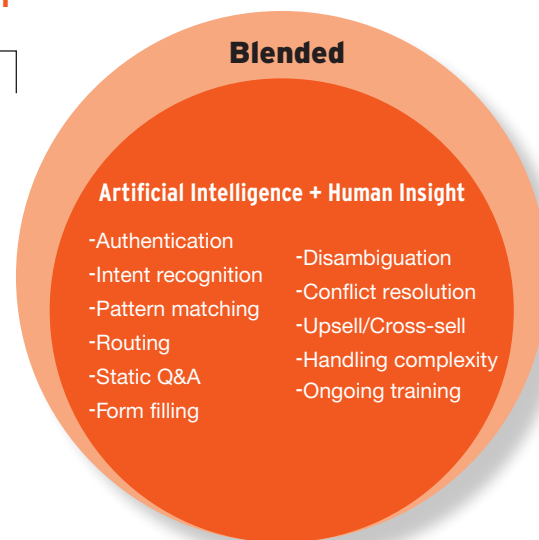 Blended
Artificial Intelligence + Human Insight
-Authentication
-Intent recognition
-Pattern matching
-Routing
-Static Q&A
-Form filling
-Disambiguation
-Conflict resolution
-Upsell/Cross-sell
-Handling complexity
-Ongoing training